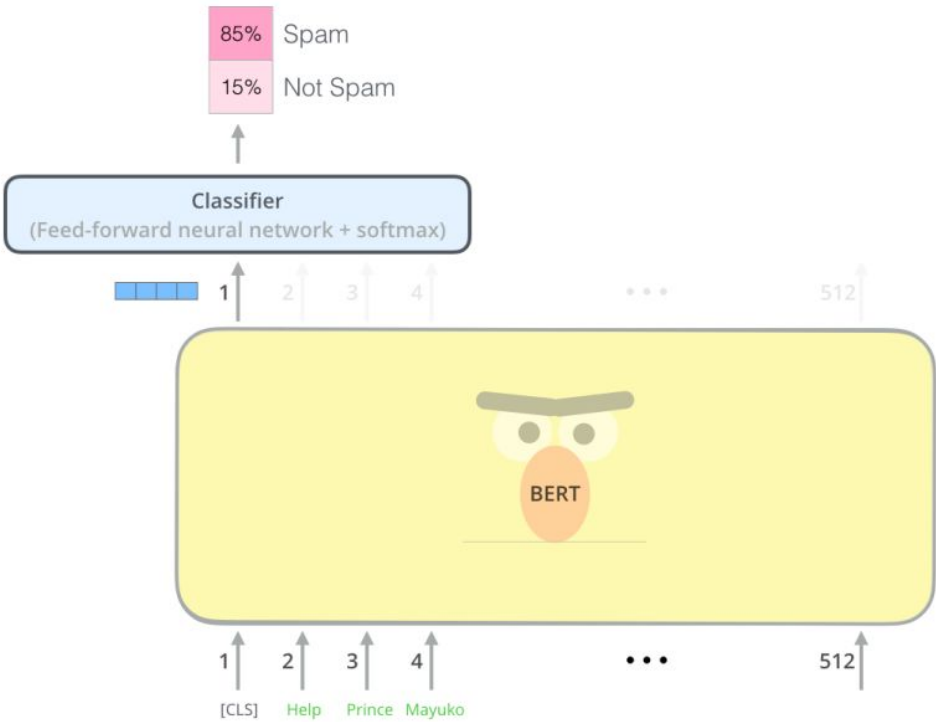 85% Spam
15% Not Spam
Classifier
(Feed-forward neural network + softmax)
1 2 3 4 ••• 512
BERT
1 2 3 4 ••• 512
[CLS] Help Prince Mayuko